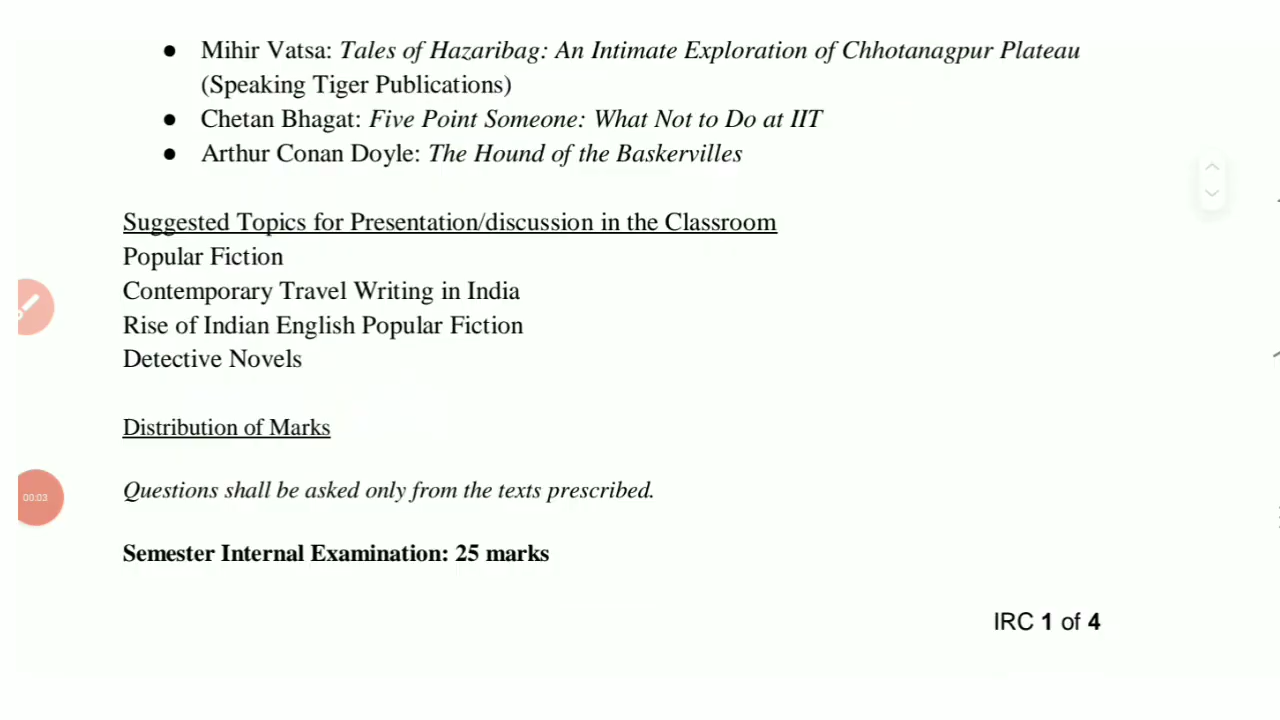 ● Mihir Vatsa: Tales of Hazaribag: An Intimate Exploration of Chhotanagpur Plateau
(Speaking Tiger Publications)
● Chetan Bhagat: Five Point Someone: What Not to Do at IIT
● Arthur Conan Doyle: The Hound of the Baskervilles
Suggested Topics for Presentation/discussion in the Classroom
Popular Fiction
Contemporary Travel Writing in India
Rise of Indian English Popular Fiction
Detective Novels
Distribution of Marks
00:03
Questions shall be asked only from the texts prescribed.
Semester Internal Examination: 25 marks
IRC 1 of 4